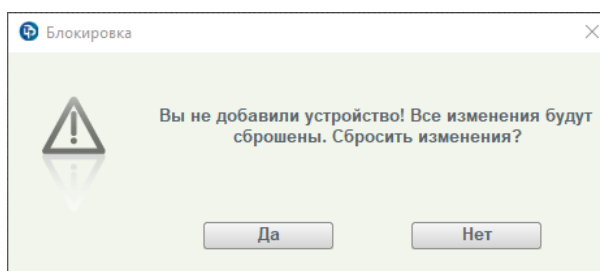 Блокировка
Вы не добавили устройство! Все изменения будут
сброшены. Сбросить изменения?
Да
Нет